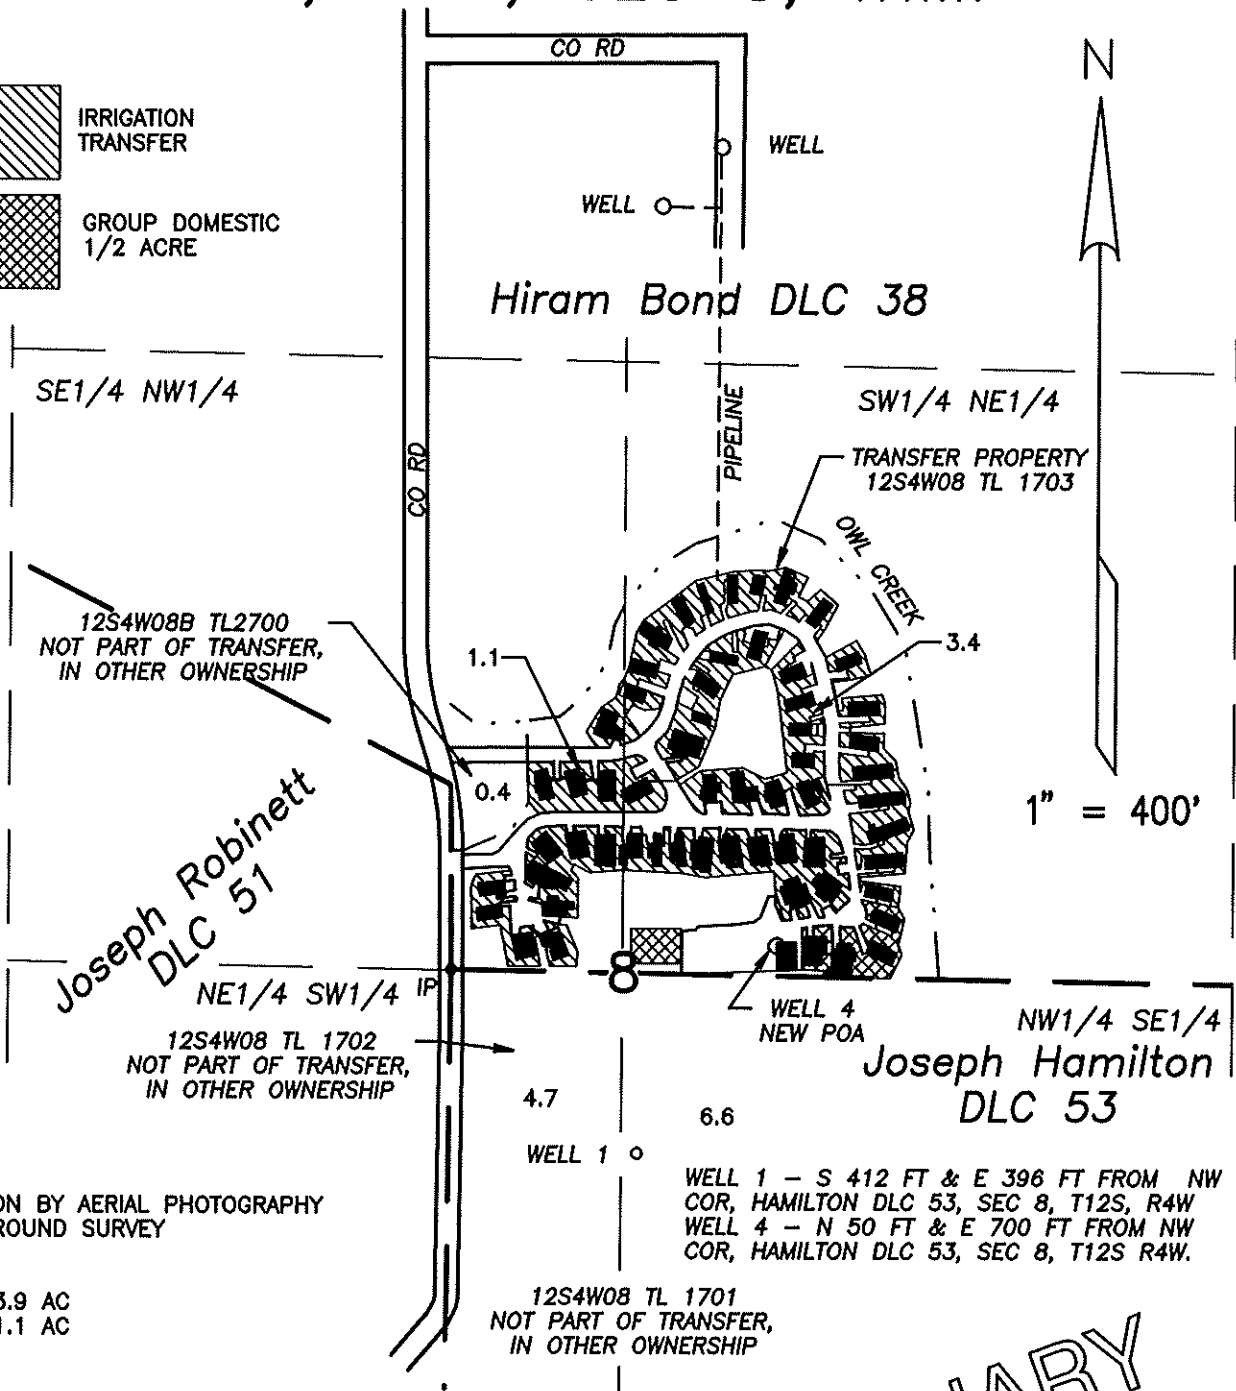 CO RD
N
IRRIGATION
TRANSFER
WELL
WELL
GROUP DOMESTIC
1/2 ACRE
Hiram Bond DLC 38
SE1/4 NW1/4
SW1/4 NE1/4
PIPELINE
CO RD
TRANSFER PROPERTY
12S4W08 TL 1703
OWL CREEK
12S4W08B TL2700
NOT PART OF TRANSFER,
IN OTHER OWNERSHIP
1.1
3.4
0.4
1" = 400'
Joseph Robinett
DLC 51
8
NE1/4 SW1/4
IP
WELL 4
NEW POA
NW1/4 SE1/4
12S4W08 TL 1702
NOT PART OF TRANSFER,
IN OTHER OWNERSHIP
Joseph Hamilton
DLC 53
4.7
6.6
WELL 1
WELL 1 – S 412 FT & E 396 FT FROM NW
COR, HAMILTON DLC 53, SEC 8, T12S, R4W
WELL 4 – N 50 FT & E 700 FT FROM NW
COR, HAMILTON DLC 53, SEC 8, T12S R4W.
ON BY AERIAL PHOTOGRAPHY
ROUND SURVEY
3.9 AC
1.1 AC
12S4W08 TL 1701
NOT PART OF TRANSFER,
IN OTHER OWNERSHIP